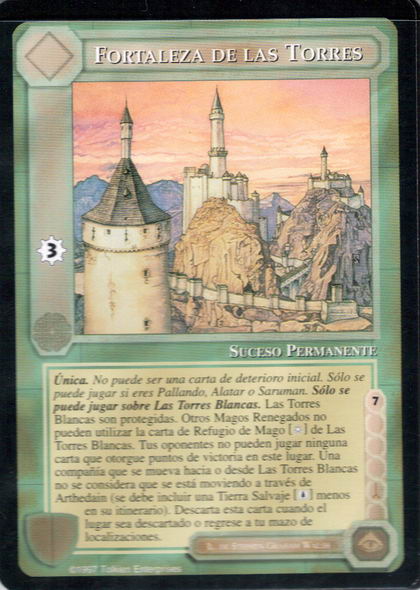 FORTALEZA DE LAS TORRES
3
SUCESO PERMANENTE
Única. No puede ser una carta de deterioro inicial. Sólo se
puede jugar si eres Pallando, Alatar o Saruman. Sólo se
puede jugar sobre Las Torres Blancas. Las Torres
Blancas son protegidas. Otros Magos Renegados no
pueden utilizar la carta de Refugio de Mago [ ] de Las
Torres Blancas. Tus oponentes no pueden jugar ninguna
carta que otorgue puntos de victoria en este lugar. Una
compañía que se mueva hacia o desde Las Torres Blancas
no se considera que se está moviendo a través de
Arthedain (se debe incluir una Tierra Salvaje [ ] menos
en su itinerario). Descarta esta carta cuando el
lugar sea descartado o regrese a tu mazo de
localizaciones.
7
©1997 Tolkien Enterprises